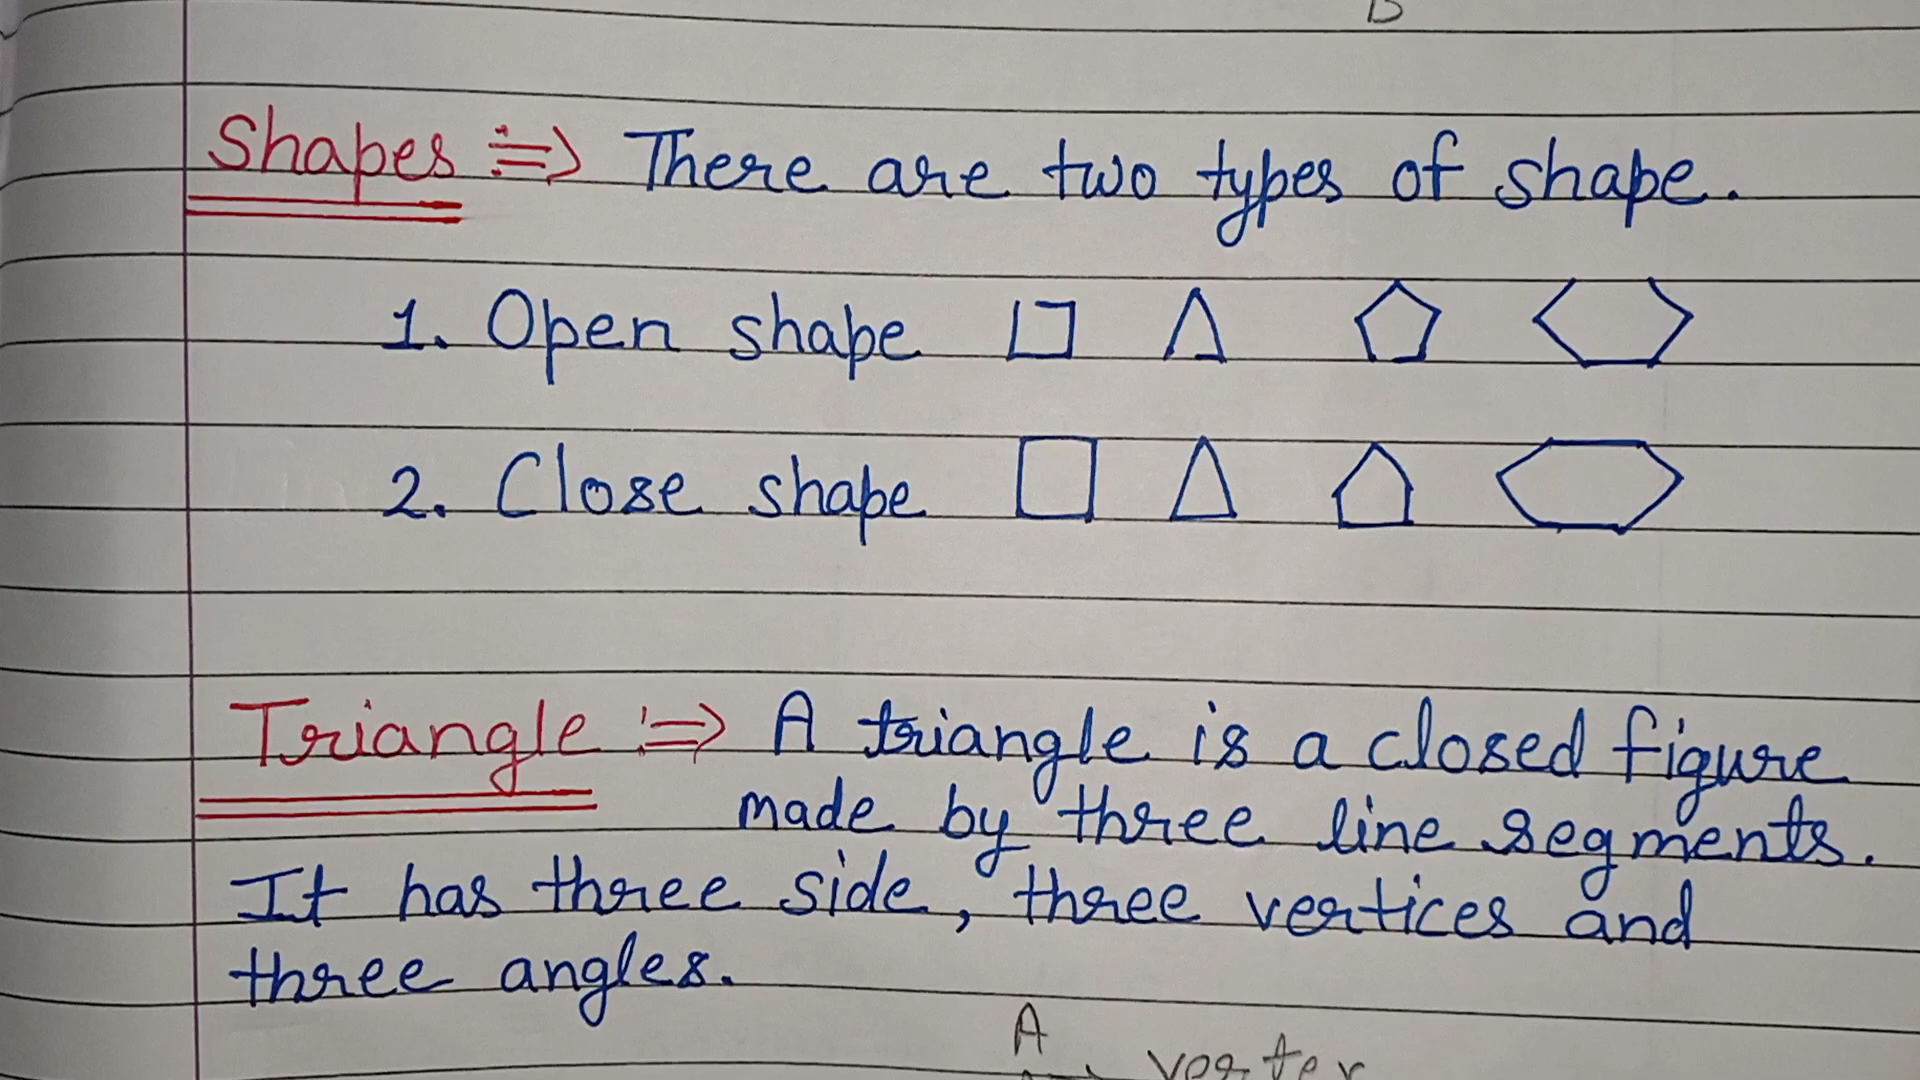 B
Shapes ⇒ There are two types of shape.
1. Open shape
2. Close shape
Triangle ⇒ A triangle is a closed figure
made by three line segments.
It has three side, three vertices and
three angles.
A
vertex